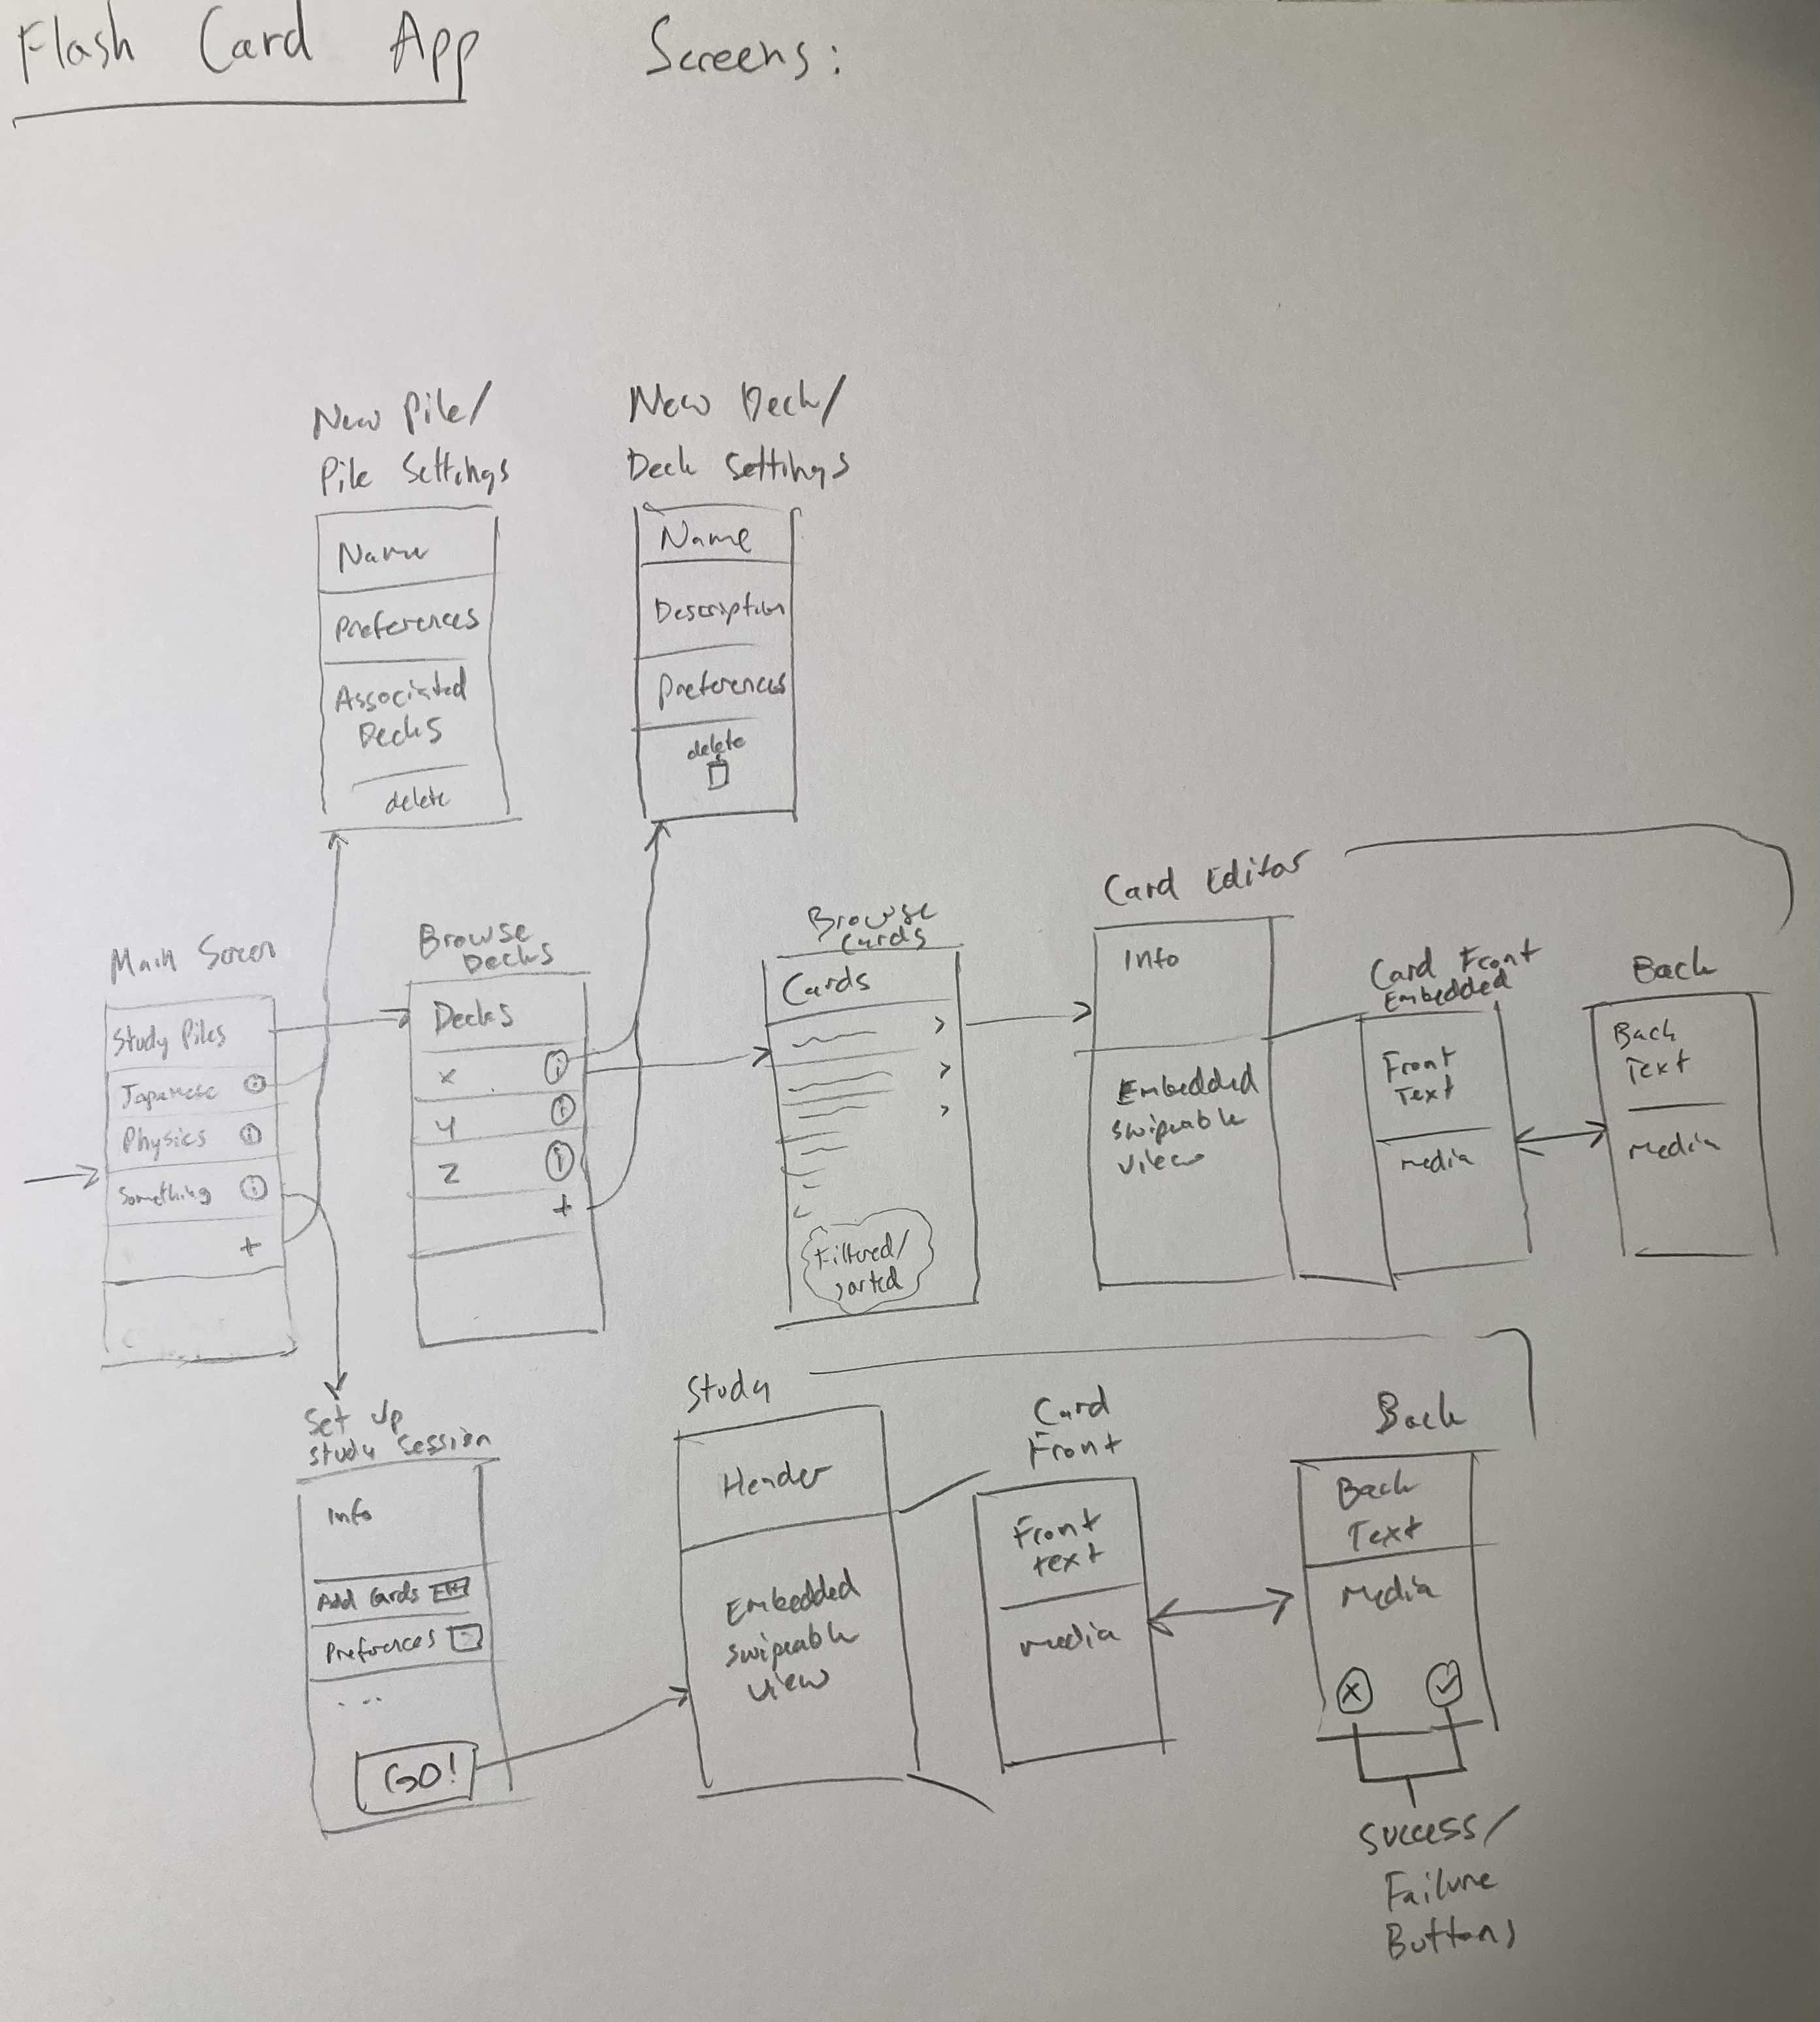 Flash Card App
Screens:
New Pile/
Pile Settings
Name
Preferences
Associated
Decks
delete
New Deck/
Deck Settings
Name
Description
Preferences
delete
Main Screen
Study Piles
Japanese i
Physics i
Something i
+
Browse
Decks
Decks
x i
y i
z i
+
Browse
Cards
Cards
>
>
>
Filtered/
sorted
Card Editor
Info
Embedded
swipeable
view
Card Front
Embedded
Front
Text
Media
Back
Back
Text
Media
Set Up
Study Session
Info
Add Cards
Preferences
...
GO!
Study
Header
Embedded
swipeable
view
Card
Front
Front
text
Media
Back
Back
Text
Media
x ✓
Success/
Failure
Buttons